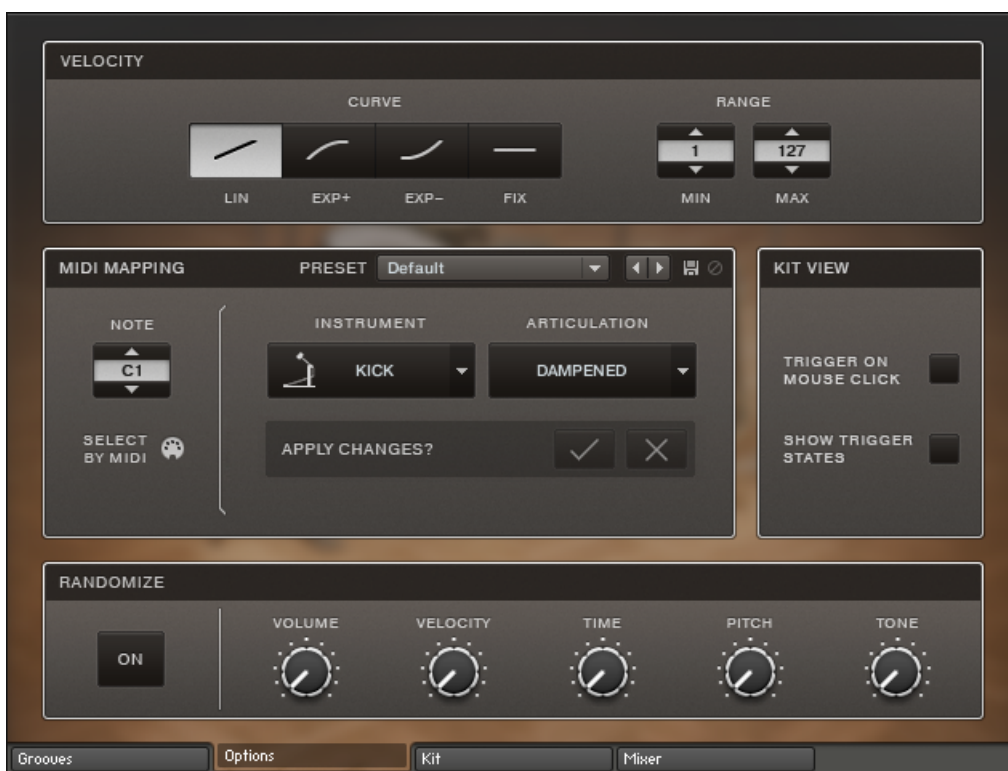 VELOCITY
CURVE
RANGE
1
127
LIN
EXP+
EXP–
FIX
MIN
MAX
MIDI MAPPING
PRESET
Default
NOTE
C1
SELECT
BY MIDI
INSTRUMENT
ARTICULATION
KICK
DAMPENED
APPLY CHANGES?
KIT VIEW
TRIGGER ON
MOUSE CLICK
SHOW TRIGGER
STATES
RANDOMIZE
ON
VOLUME
VELOCITY
TIME
PITCH
TONE
Grooves
Options
Kit
Mixer